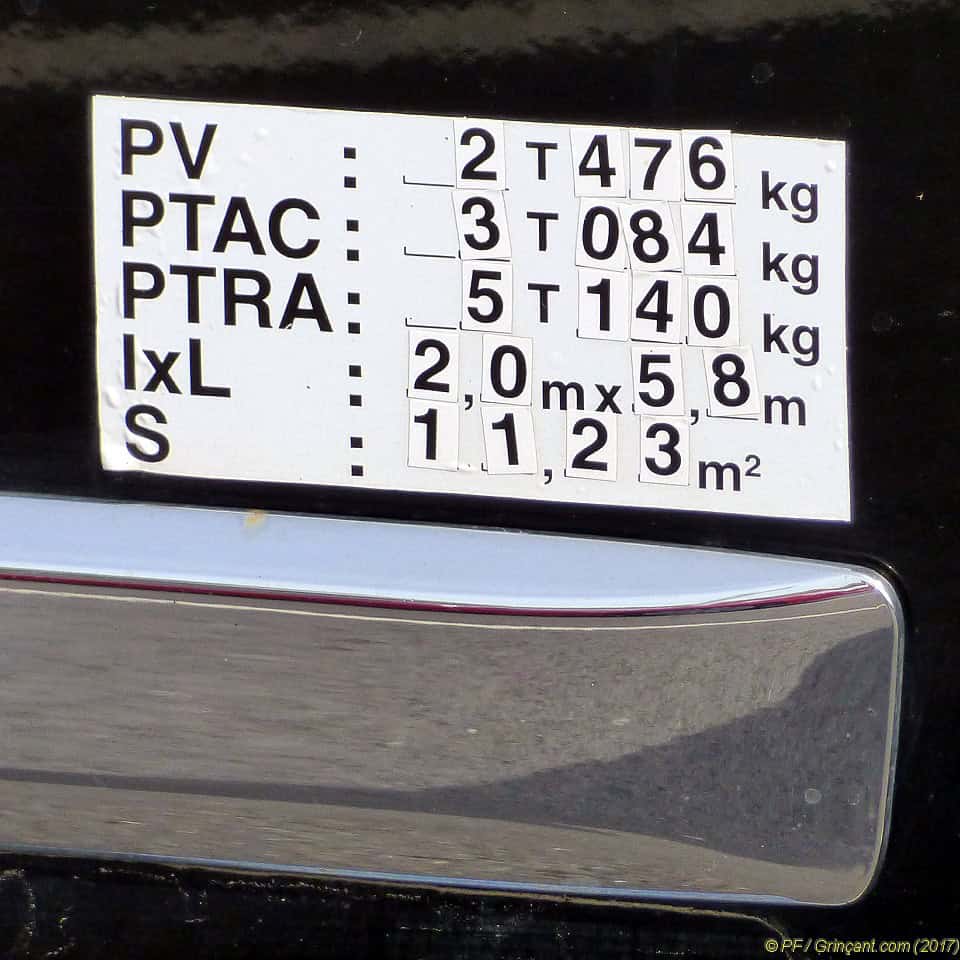 PV : 2 T 476 kg
PTAC : 3 T 084 kg
PTRA : 5 T 140 kg
lxL : 2,0 m x 5,8 m
S : 11,23 m²
© PF / Grinçant.com (2017)